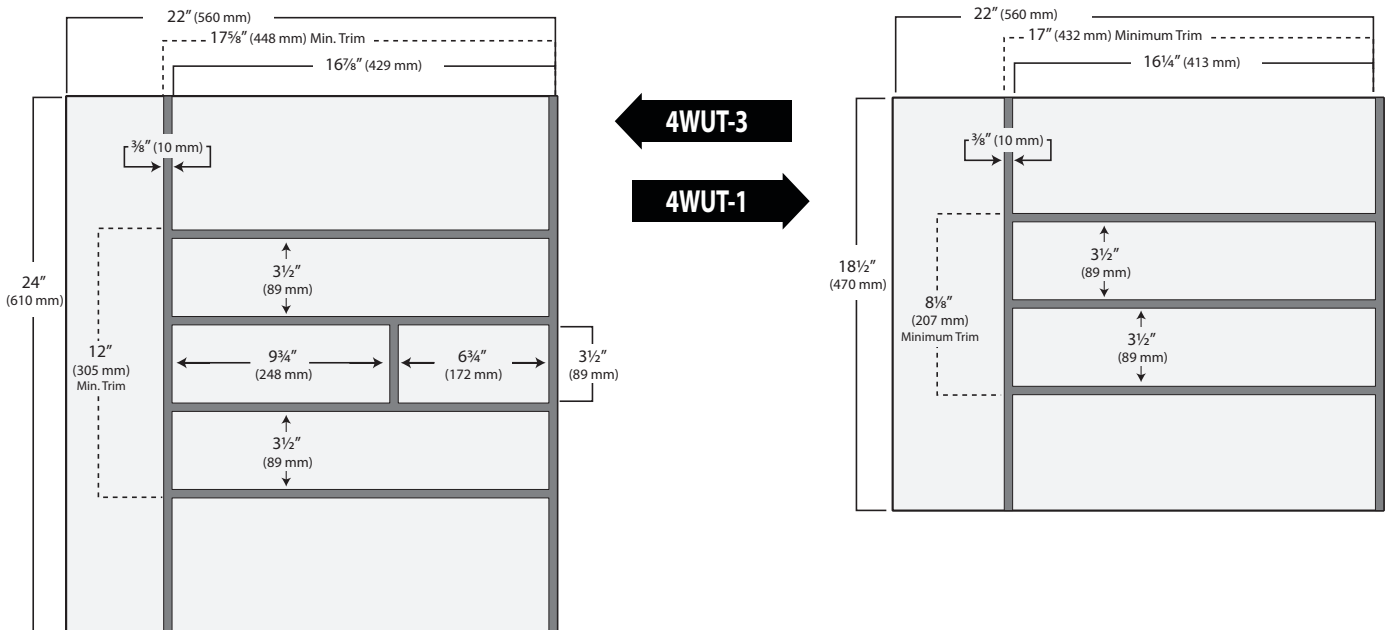 22” (560 mm)
17⅝” (448 mm) Min. Trim
16⅞” (429 mm)
⅜” (10 mm)
3½”
(89 mm)
24”
(610 mm)
12”
(305 mm)
Min. Trim
9¾”
(248 mm)
6¾”
(172 mm)
3½”
(89 mm)
3½”
(89 mm)
4WUT-3
4WUT-1
22” (560 mm)
17” (432 mm) Minimum Trim
16¼” (413 mm)
⅜” (10 mm)
3½”
(89 mm)
18½”
(470 mm)
8⅛”
(207 mm)
Minimum Trim
3½”
(89 mm)